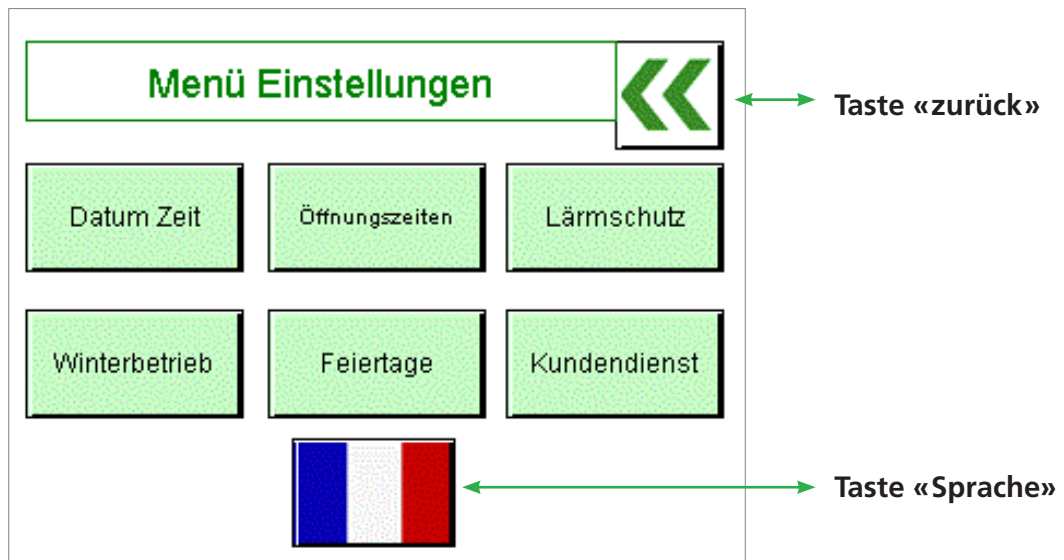 Menü Einstellungen
Taste «zurück»
Datum Zeit
Öffnungszeiten
Lärmschutz
Winterbetrieb
Feiertage
Kundendienst
Taste «Sprache»